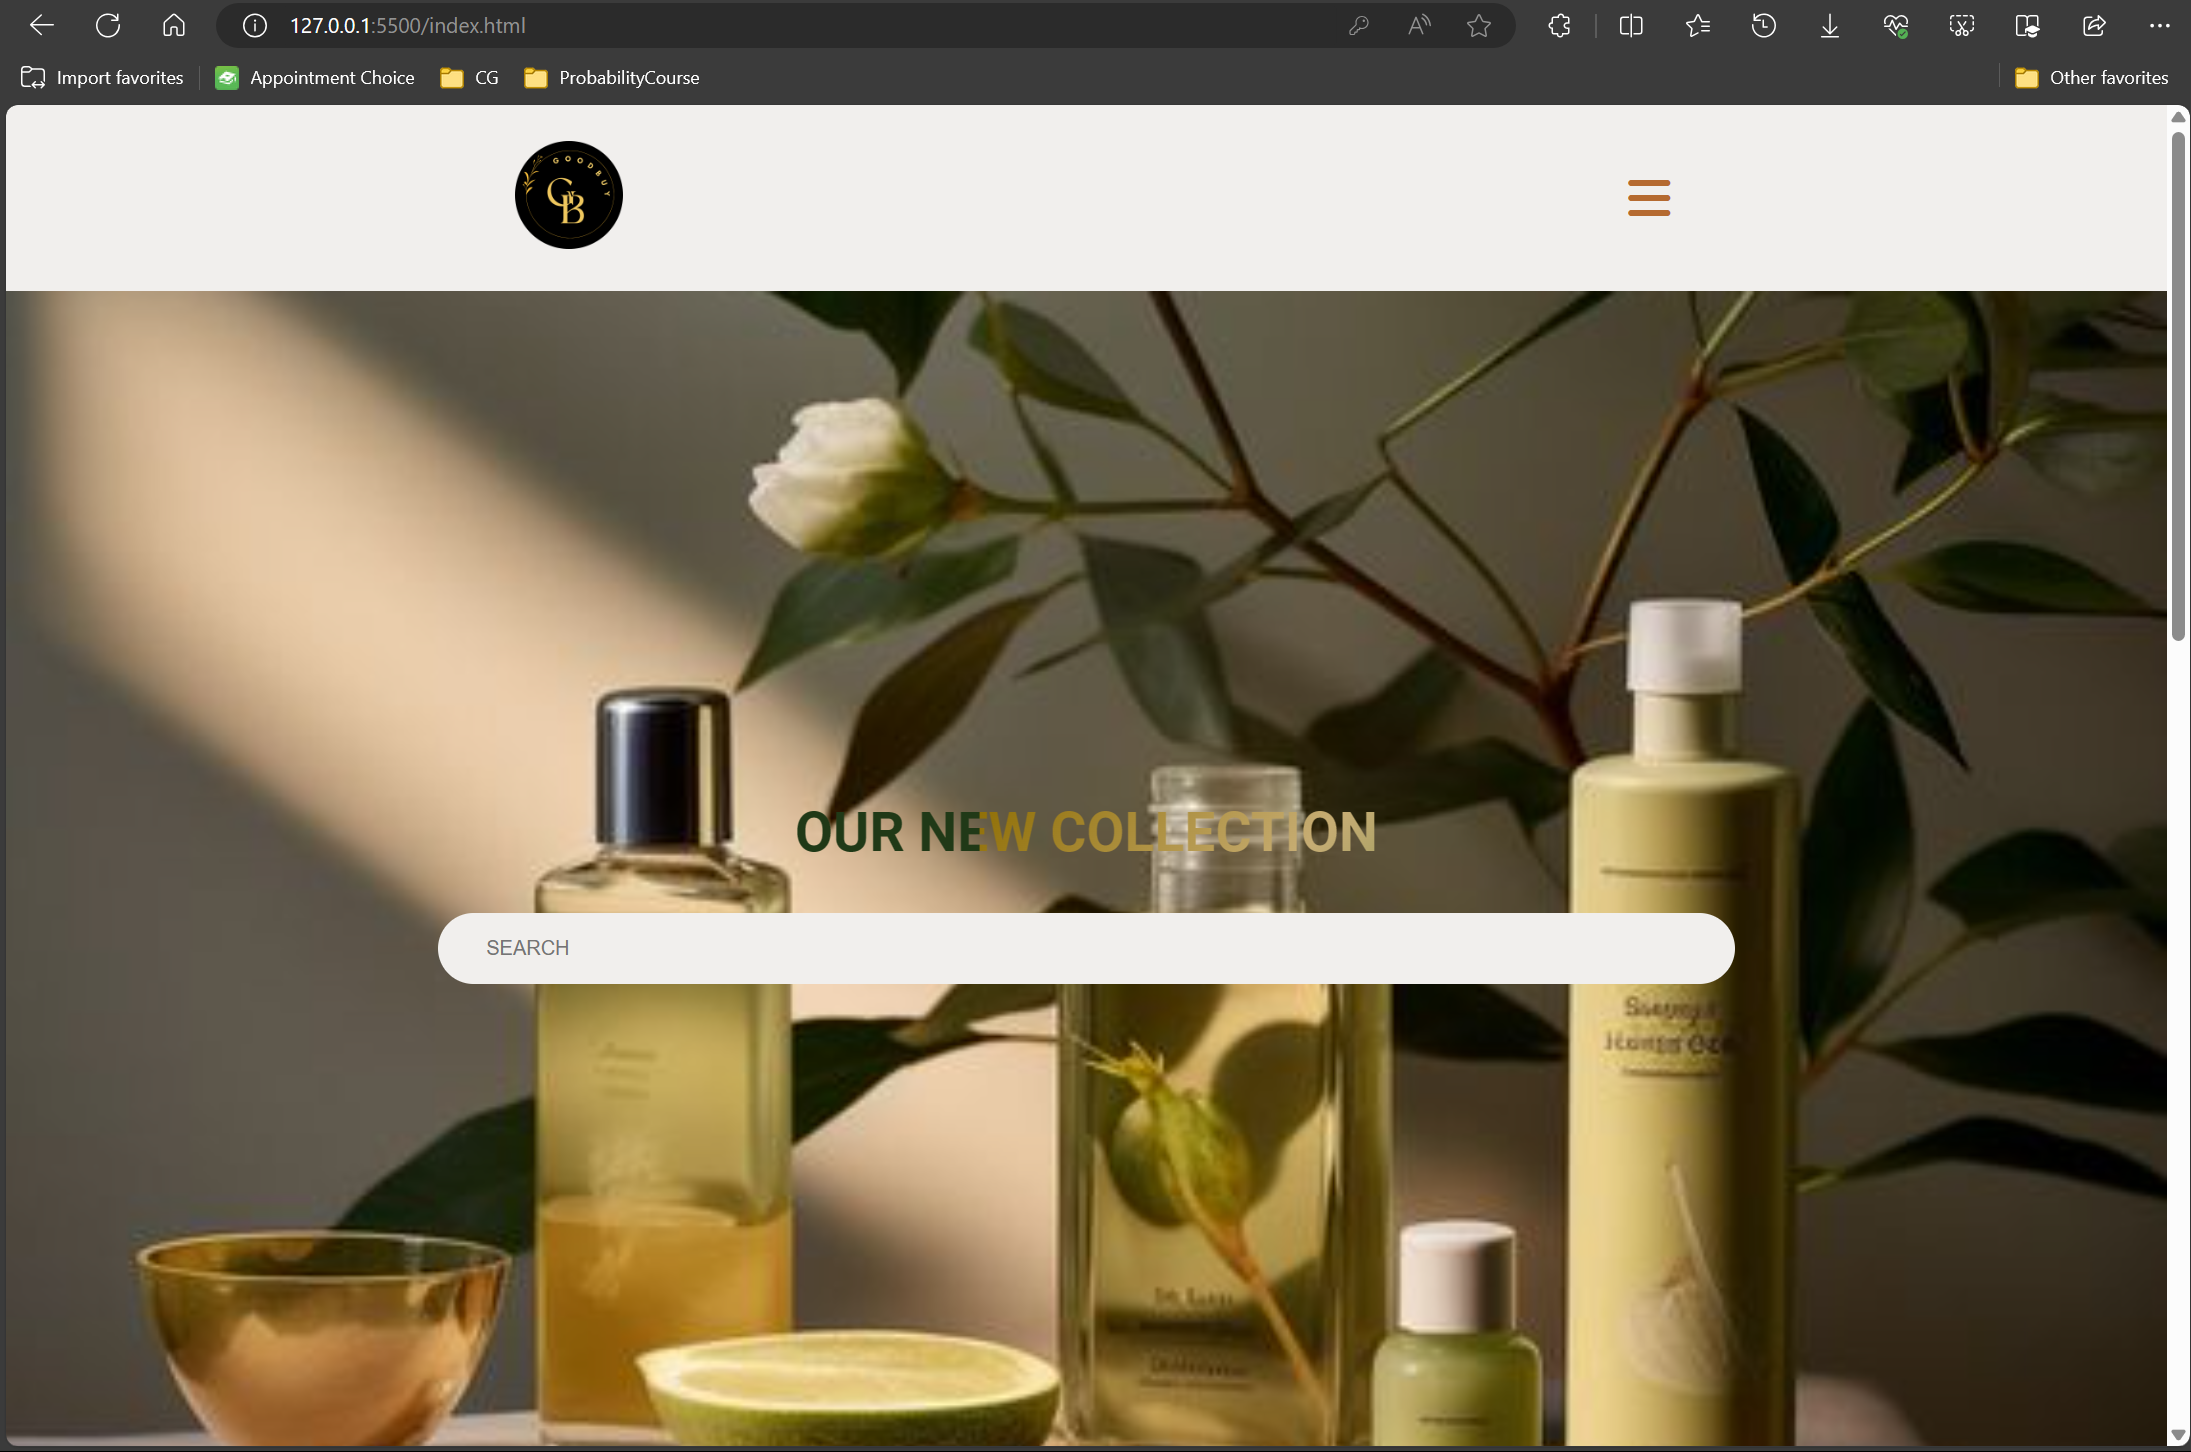 127.0.0.1:5500/index.html
Import favorites
Appointment Choice
CG
ProbabilityCourse
Other favorites
GOODBUY
GB
OUR NEW COLLECTION
SEARCH